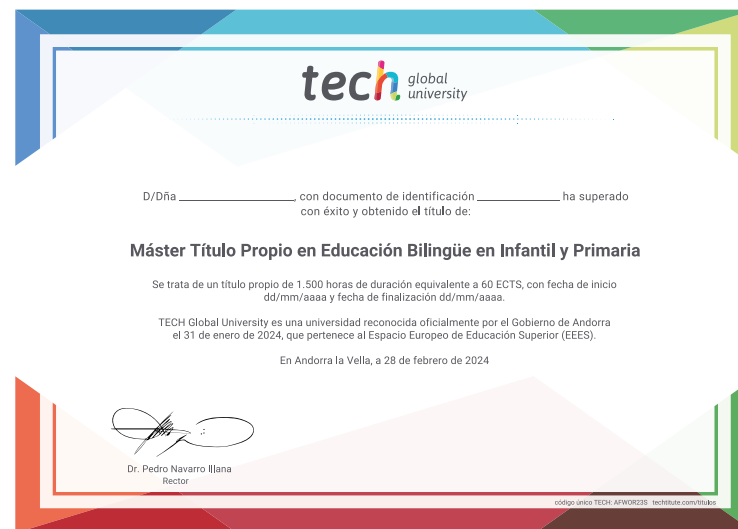 tech global university
D/Dña ____________________, con documento de identificación ______________ ha superado
con éxito y obtenido el título de:
Máster Título Propio en Educación Bilingüe en Infantil y Primaria
Se trata de un título propio de 1.500 horas de duración equivalente a 60 ECTS, con fecha de inicio
dd/mm/aaaa y fecha de finalización dd/mm/aaaa.
TECH Global University es una universidad reconocida oficialmente por el Gobierno de Andorra
el 31 de enero de 2024, que pertenece al Espacio Europeo de Educación Superior (EEES).
En Andorra la Vella, a 28 de febrero de 2024
Dr. Pedro Navarro Illana
Rector
código único TECH: AFWOR23S techtitute.com/títulos